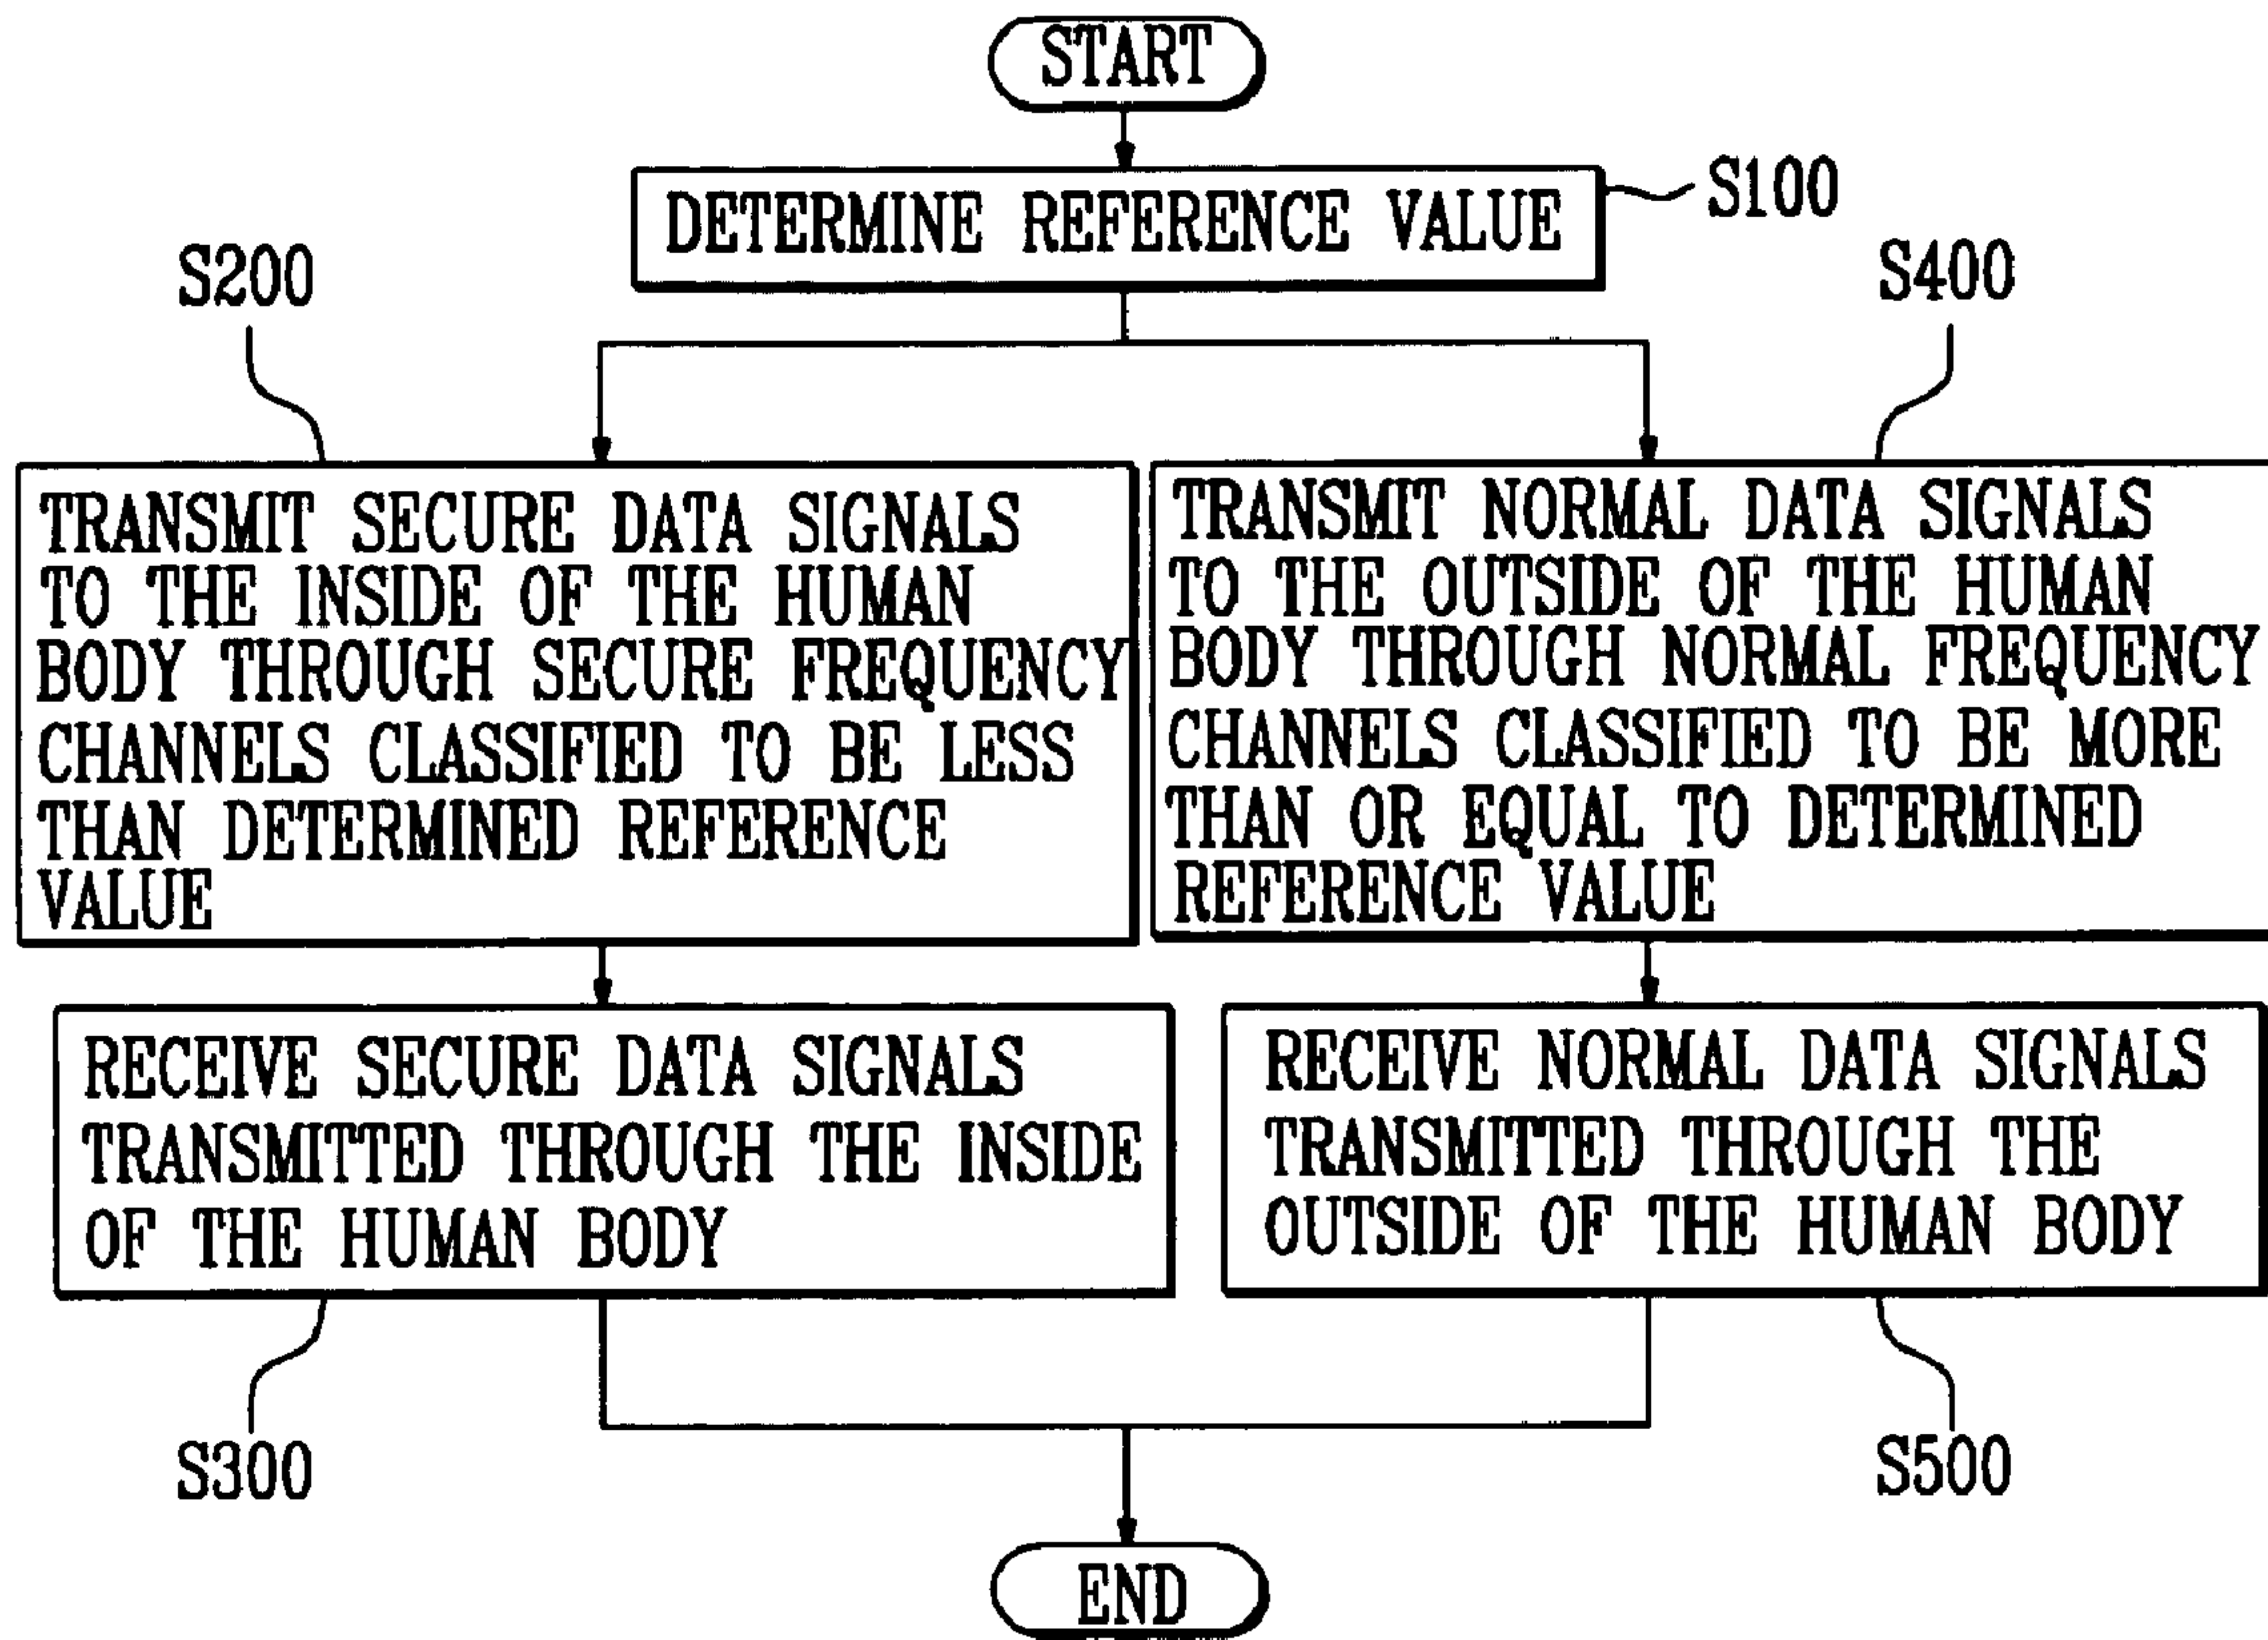 START
DETERMINE REFERENCE VALUE
S100
S200
S400
TRANSMIT SECURE DATA SIGNALS
TO THE INSIDE OF THE HUMAN
BODY THROUGH SECURE FREQUENCY
CHANNELS CLASSIFIED TO BE LESS
THAN DETERMINED REFERENCE
VALUE
TRANSMIT NORMAL DATA SIGNALS
TO THE OUTSIDE OF THE HUMAN
BODY THROUGH NORMAL FREQUENCY
CHANNELS CLASSIFIED TO BE MORE
THAN OR EQUAL TO DETERMINED
REFERENCE VALUE
RECEIVE SECURE DATA SIGNALS
TRANSMITTED THROUGH THE INSIDE
OF THE HUMAN BODY
RECEIVE NORMAL DATA SIGNALS
TRANSMITTED THROUGH THE
OUTSIDE OF THE HUMAN BODY
S300
S500
END